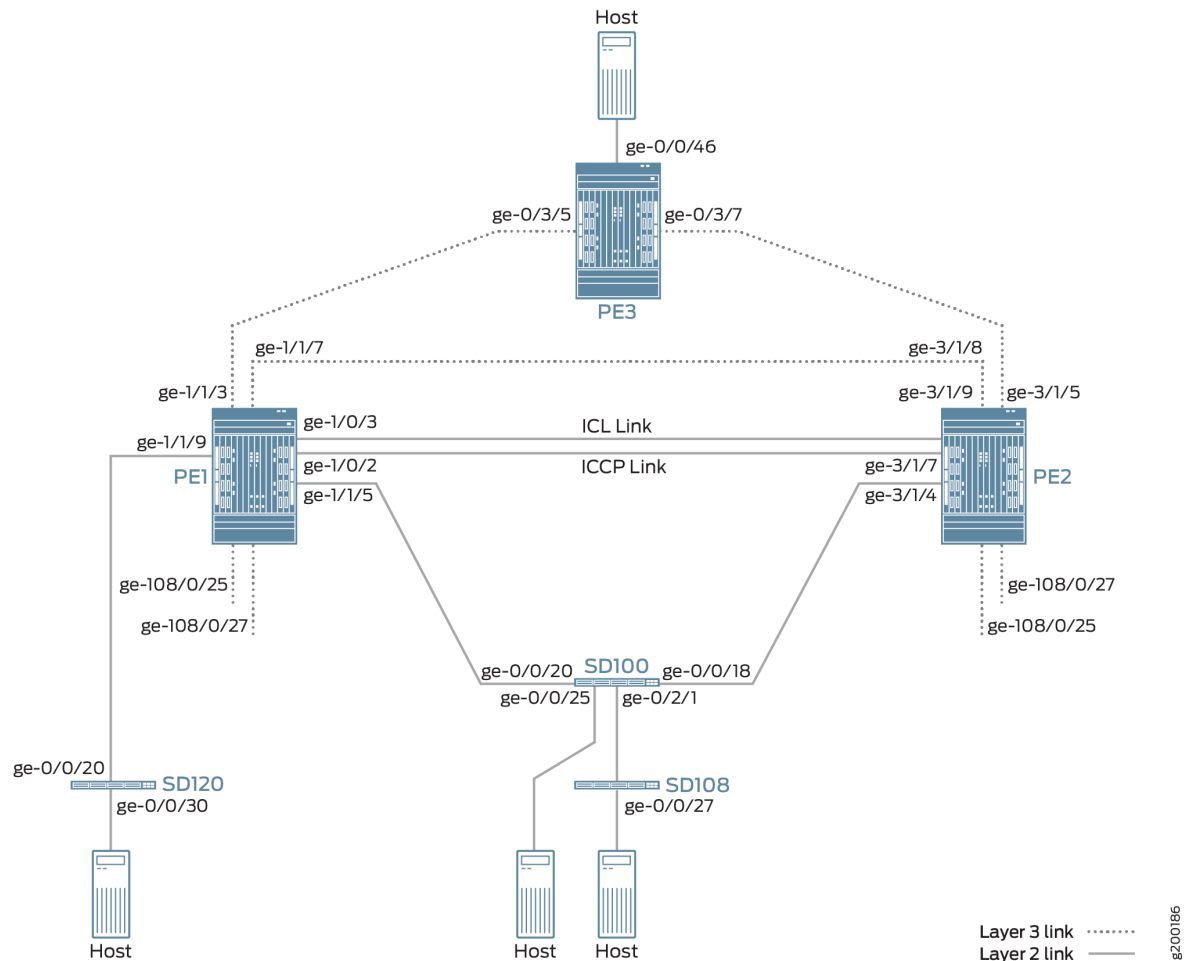 Host
ge-0/0/46
ge-0/3/5
ge-0/3/7
PE3
ge-1/1/7
ge-3/1/8
ge-1/1/3
ge-3/1/9
ge-3/1/5
ge-1/0/3
ICL Link
ge-1/1/9
ge-1/0/2
ICCP Link
ge-3/1/7
PE1
PE2
ge-1/1/5
ge-3/1/4
ge-108/0/25
ge-108/0/27
ge-108/0/27
ge-108/0/25
SD100
ge-0/0/20
ge-0/0/18
ge-0/0/25
ge-0/2/1
ge-0/0/20
SD120
SD108
ge-0/0/30
ge-0/0/27
Host
Host
Host
Layer 3 link
Layer 2 link
g200186